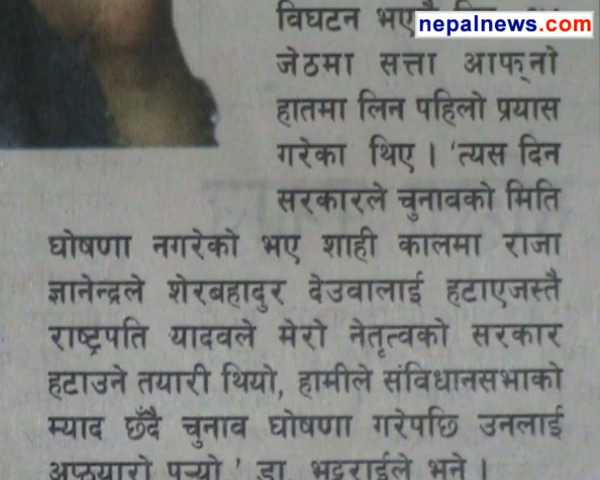 nepalnews.com
विघटन
जेठमा सत्ता आफ्नो
हातमा लिन पहिलो प्रयास
गरेका थिए । 'त्यस दिन
सरकारले चुनावको मिति
घोषणा नगरेको भए शाही कालमा राजा
ज्ञानेन्द्रले शेरबहादुर देउवालाई हटाएजस्तै
राष्ट्रपति यादवले मेरो नेतृत्वको सरकार
हटाउने तयारी थियो, हामीले संविधानसभाको
म्याद छँदै चुनाव घोषणा गरेपछि उनलाई
अप्ठ्यारो पर्‍यो,' डा. भट्टराईले भने ।